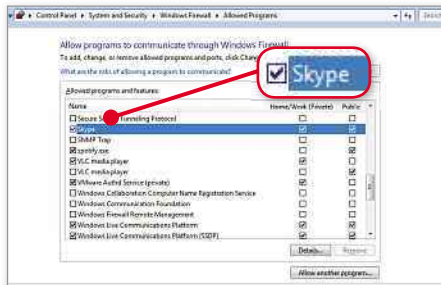 Control Panel ▸ System and Security ▸ Windows Firewall ▸ Allowed Programs
Allow programs to communicate through Windows Firewall
To add, change, or remove allowed programs and ports, click Chang
What are the risks of allowing a program to communicate?
Skype
Allowed programs and features:
Name Home/Work (Private) Public
Secure Tunneling Protocol
Skype
SNMP Trap
spotify.exe
VLC media player
VLC media player
VMware Authd Service (private)
Windows Collaboration Computer Name Registration Service
Windows Communication Foundation
Windows Firewall Remote Management
Windows Live Communications Platform
Windows Live Communications Platform (SSDP)
Details... Remove
Allow another program...